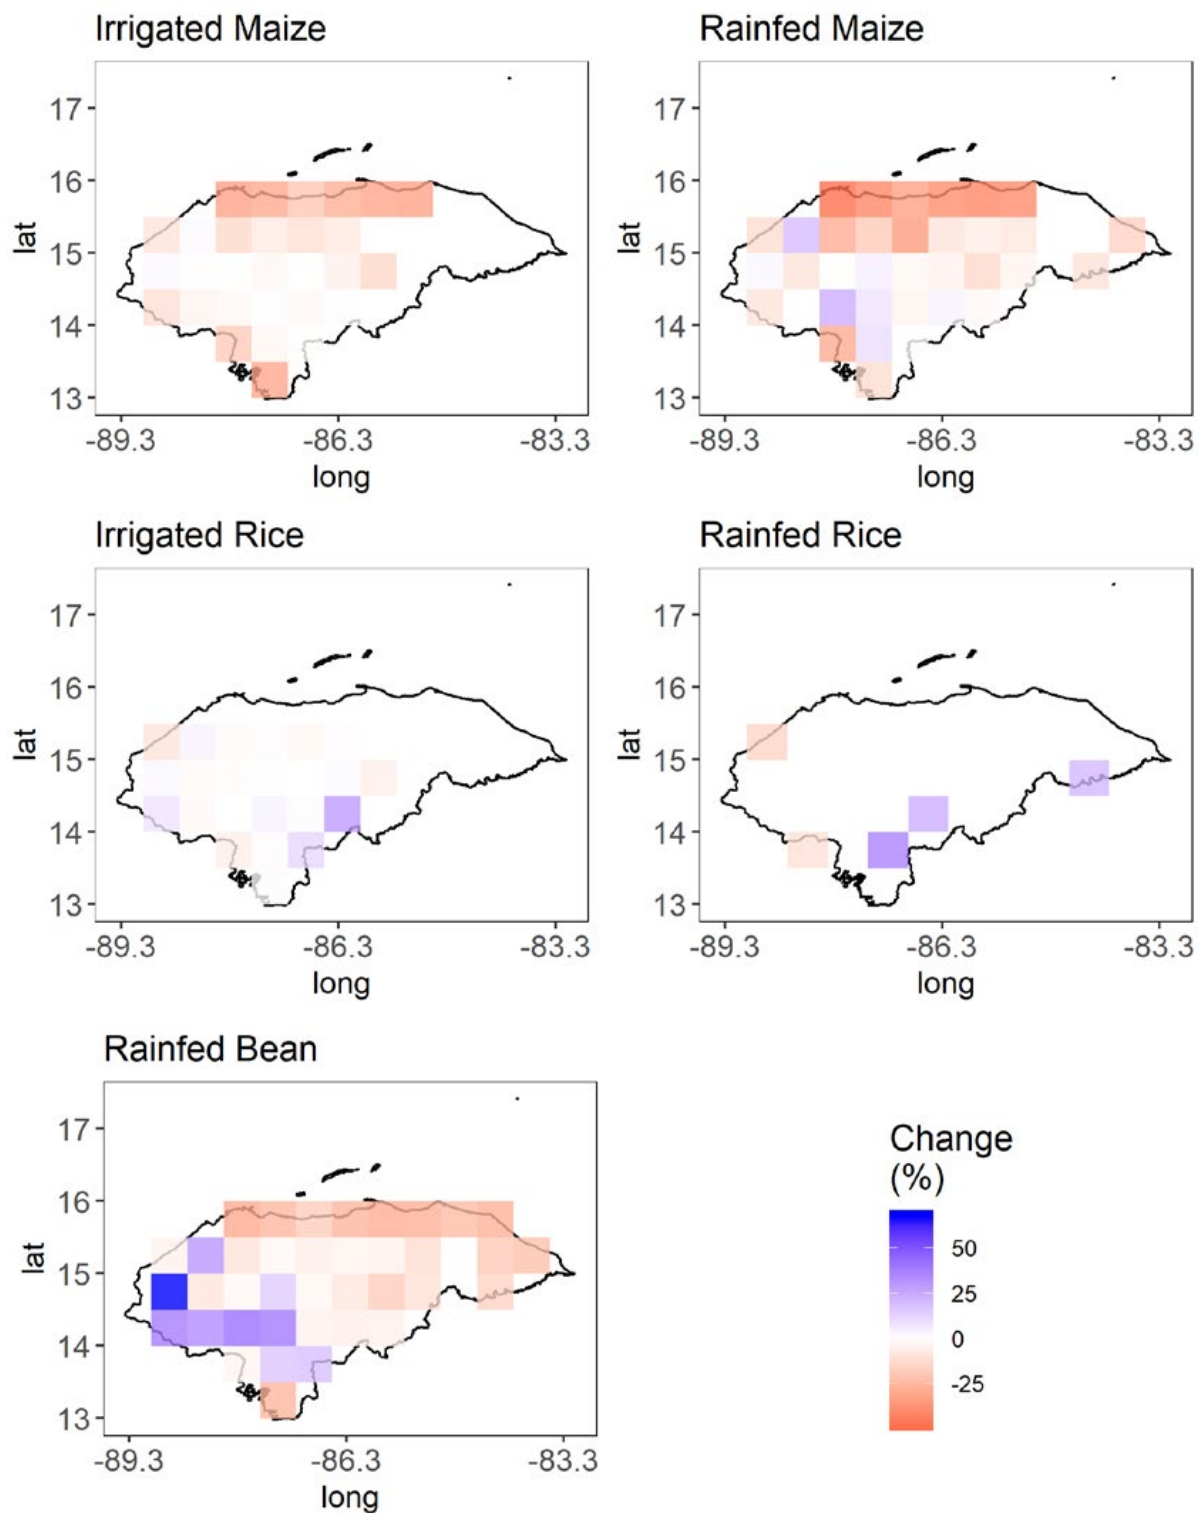 Irrigated Maize
Rainfed Maize
17
16
15
14
13
lat
-89.3 -86.3 -83.3
long
17
16
15
14
13
lat
-89.3 -86.3 -83.3
long
Irrigated Rice
Rainfed Rice
17
16
15
14
13
lat
-89.3 -86.3 -83.3
long
17
16
15
14
13
lat
-89.3 -86.3 -83.3
long
Rainfed Bean
17
16
15
14
13
lat
-89.3 -86.3 -83.3
long
Change
(%)
50
25
0
-25